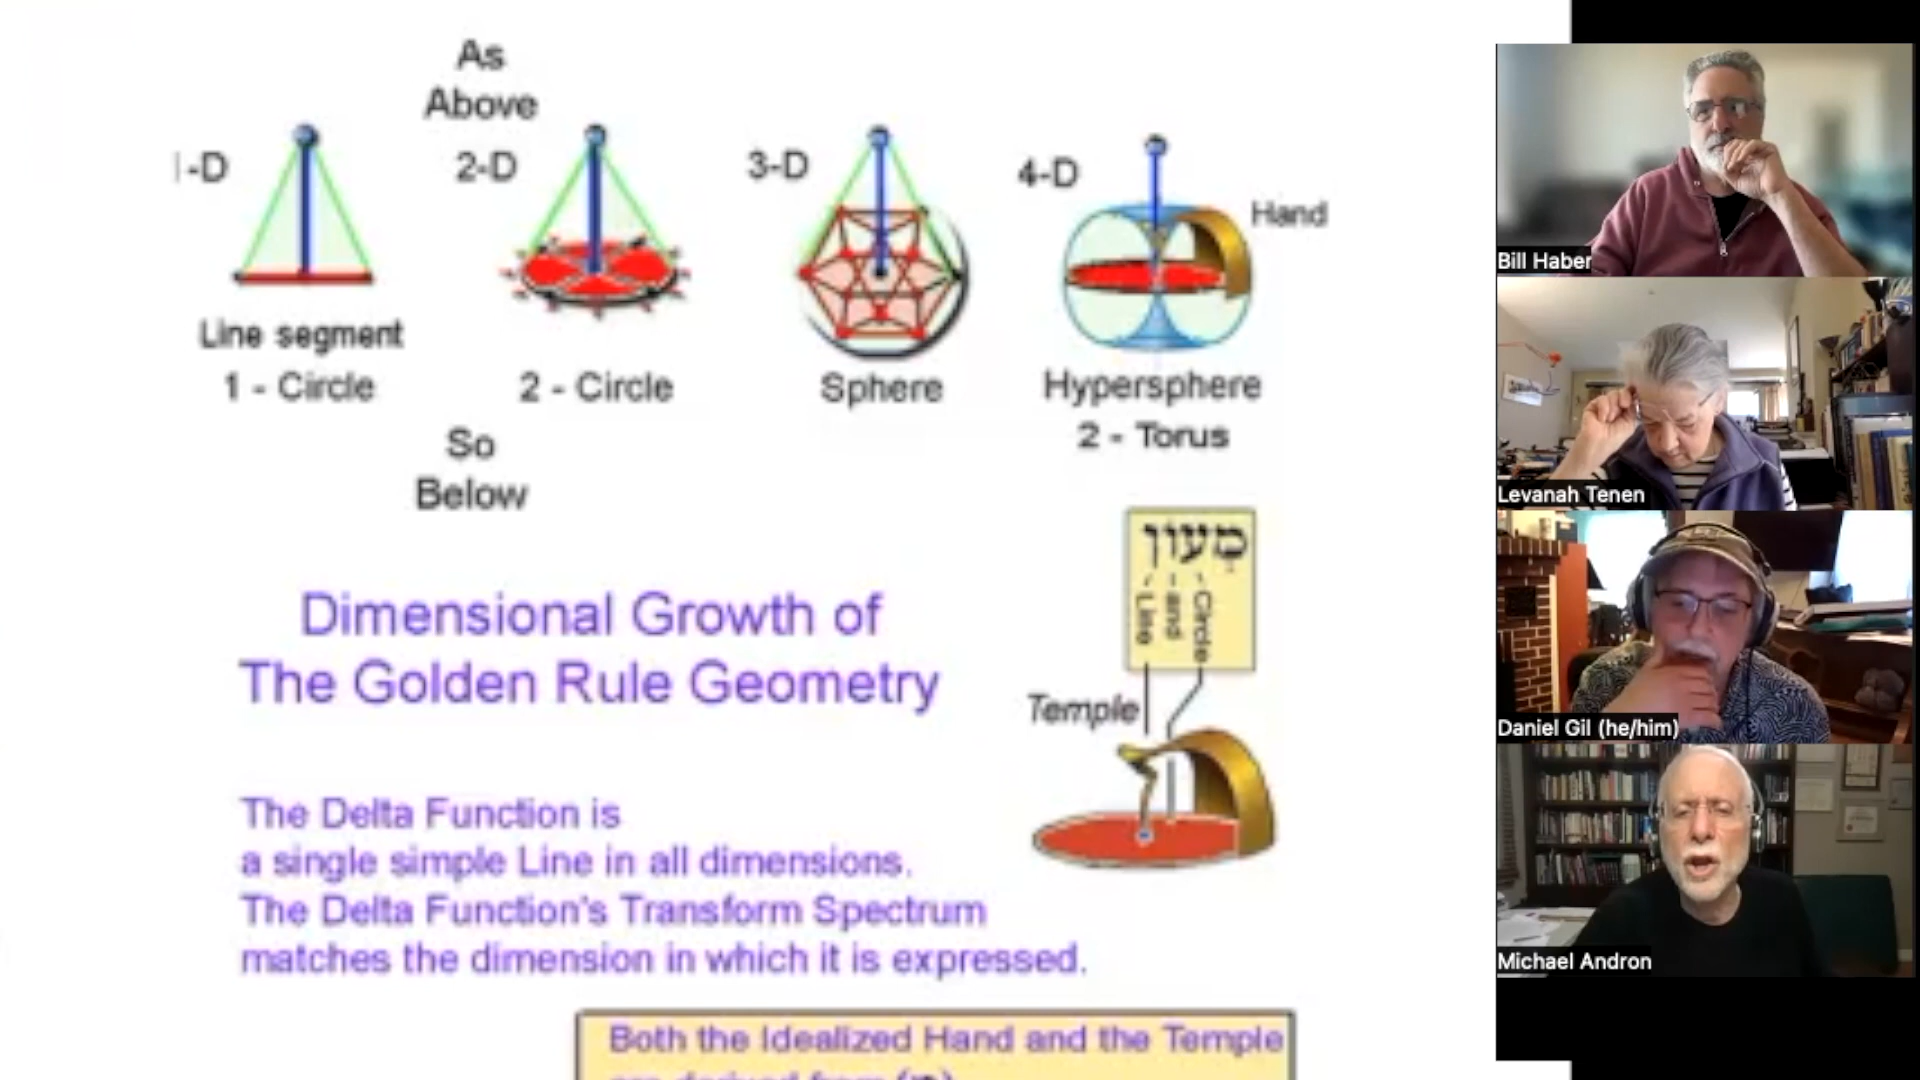 As
Above
1-D
2-D
3-D
4-D
Hand
Line segment
1 - Circle
2 - Circle
Sphere
Hypersphere
2 - Torus
So
Below
מָעוֹן
Circle
and
Line
Temple
Dimensional Growth of
The Golden Rule Geometry
The Delta Function is
a single simple Line in all dimensions.
The Delta Function's Transform Spectrum
matches the dimension in which it is expressed.
Both the Idealized Hand and the Temple
Bill Haber
Levanah Tenen
Daniel Gil (he/him)
Michael Andron